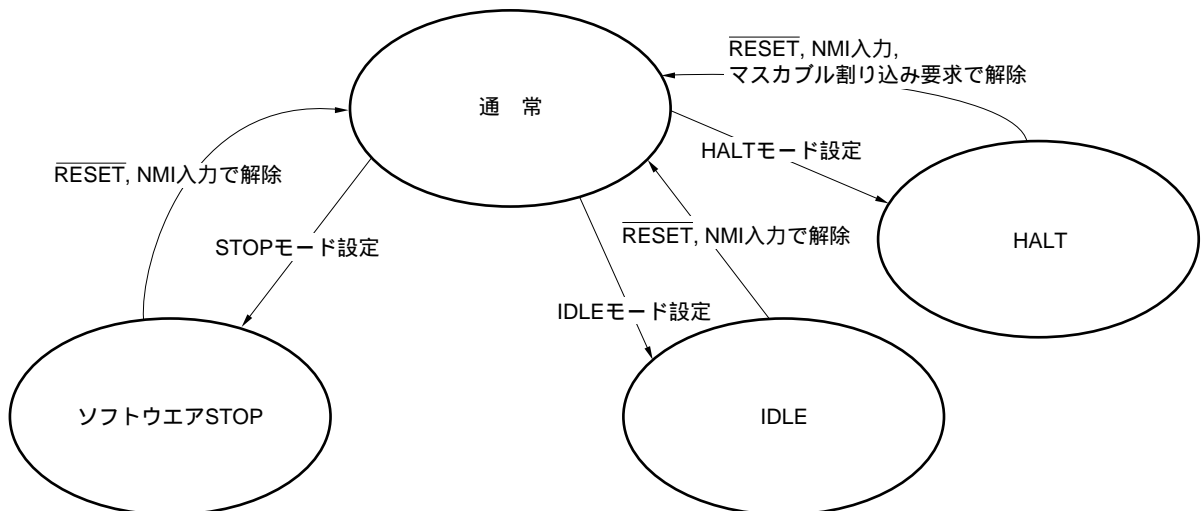 RESET, NMI入力,
マスカブル割り込み要求で解除
通 常
HALTモード設定
RESET, NMI入力で解除
RESET, NMI入力で解除
HALT
STOPモード設定
IDLEモード設定
ソフトウエアSTOP
IDLE